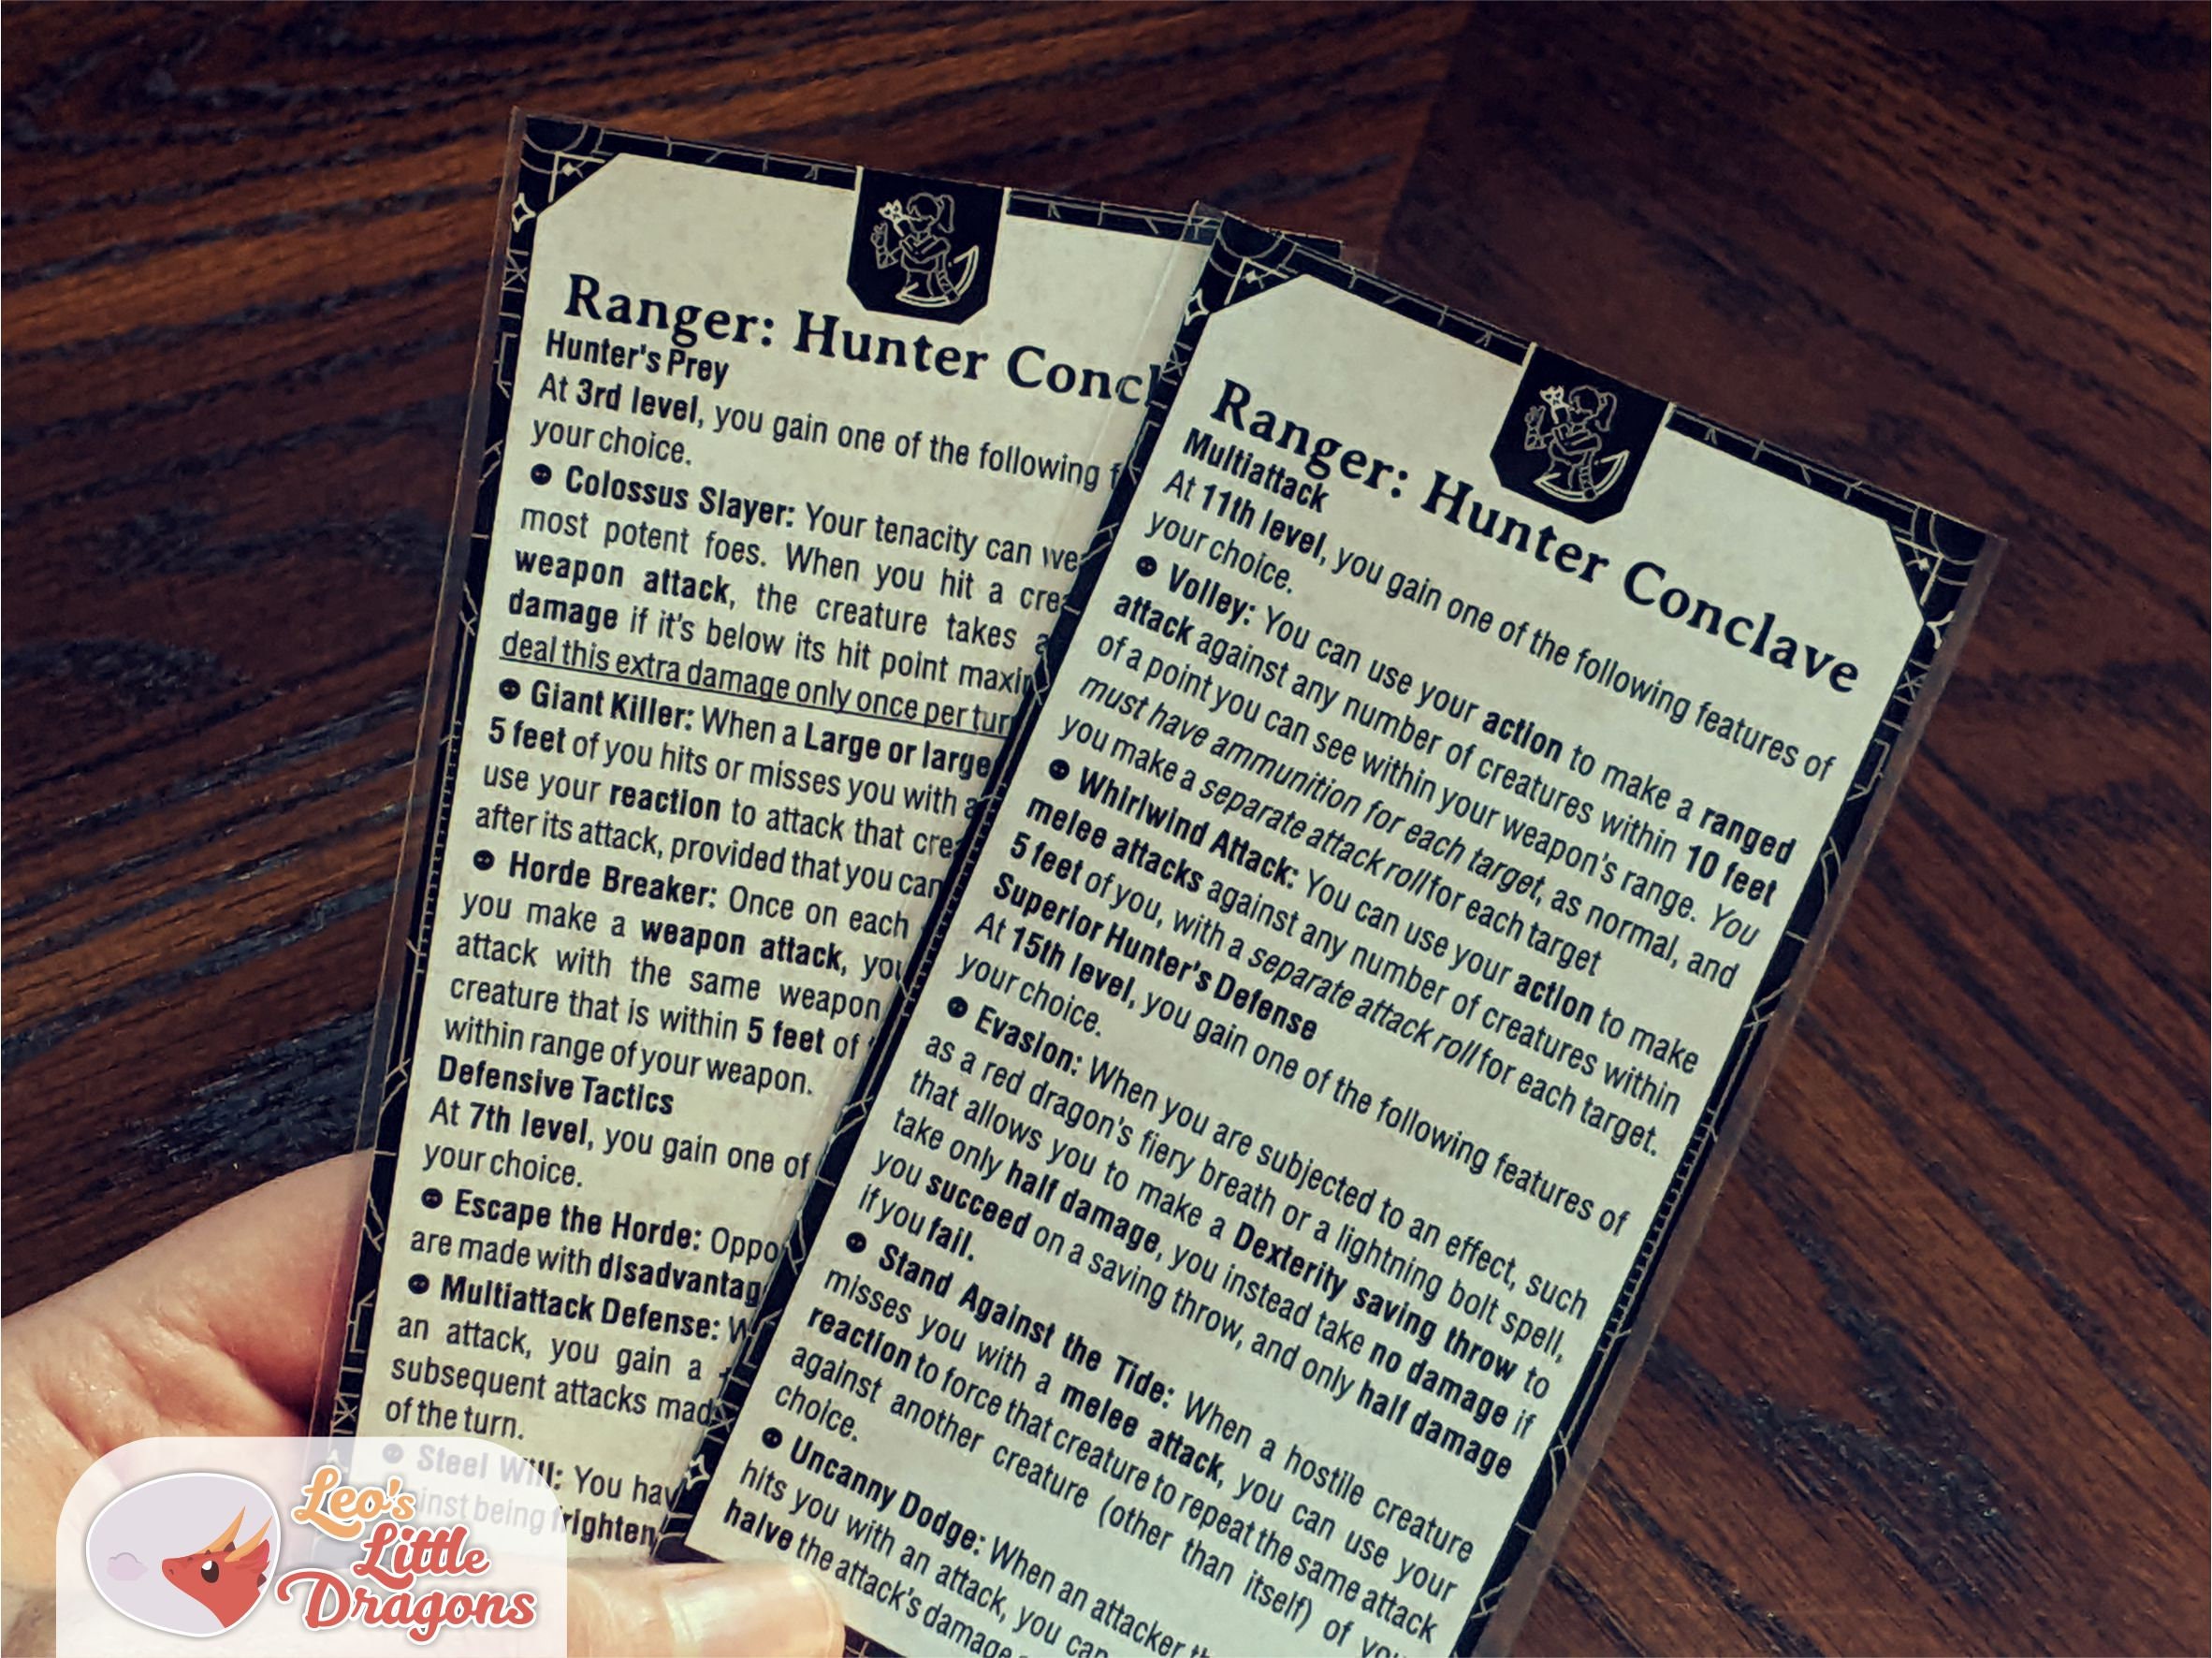 Ranger: Hunter
Hunter's Prey
At 3rd level, you gain one of the following
your choice.
Colossus Slayer: Your tenacity can
most potent foes. When you hit a
weapon attack, the creature takes
damage if it's below its hit point
deal this extra damage only once per
Giant Killer: When a Large or
5 feet of you hits or misses you with
use your reaction to attack that
after its attack, provided that you can
Horde Breaker: Once on each
you make a weapon attack,
attack with the same weapon
creature that is within 5 feet of
within range of your weapon.
Defensive Tactics
At 7th level, you gain one of
your choice.
Escape the Horde:
are made with
Multiattack Defense:
an attack, you gain a
subsequent attacks
of the turn.
Steel Will: You
being
Ranger: Hunter Conclave
Multiattack
At 11th level, you gain one of the following features of
your choice.
Volley: You can use your action to make a ranged
attack against any number of creatures within 10 feet
of a point you can see within your weapon's range. You
must have ammunition for each target, as normal, and
you make a separate attack roll for each target
Whirlwind Attack: You can use your action to make
melee attacks against any number of creatures within
5 feet of you, with a separate attack roll for each target.
Superior Hunter's Defense
At 15th level, you gain one of the following features of
your choice.
Evasion: When you are subjected to an effect, such
as a red dragon's fiery breath or a lightning bolt spell,
that allows you to make a Dexterity saving throw to
take only half damage, you instead take no damage if
you succeed on a saving throw, and only half damage
if you fail.
Stand Against the Tide: When a hostile creature
misses you with a melee attack, you can use your
reaction to force that creature to repeat the same attack
against another creature (other than itself) of
choice.
Uncanny Dodge: When an attacker
hits you with an attack, you can
halve the attack's damage
Leo's
Little
Dragons